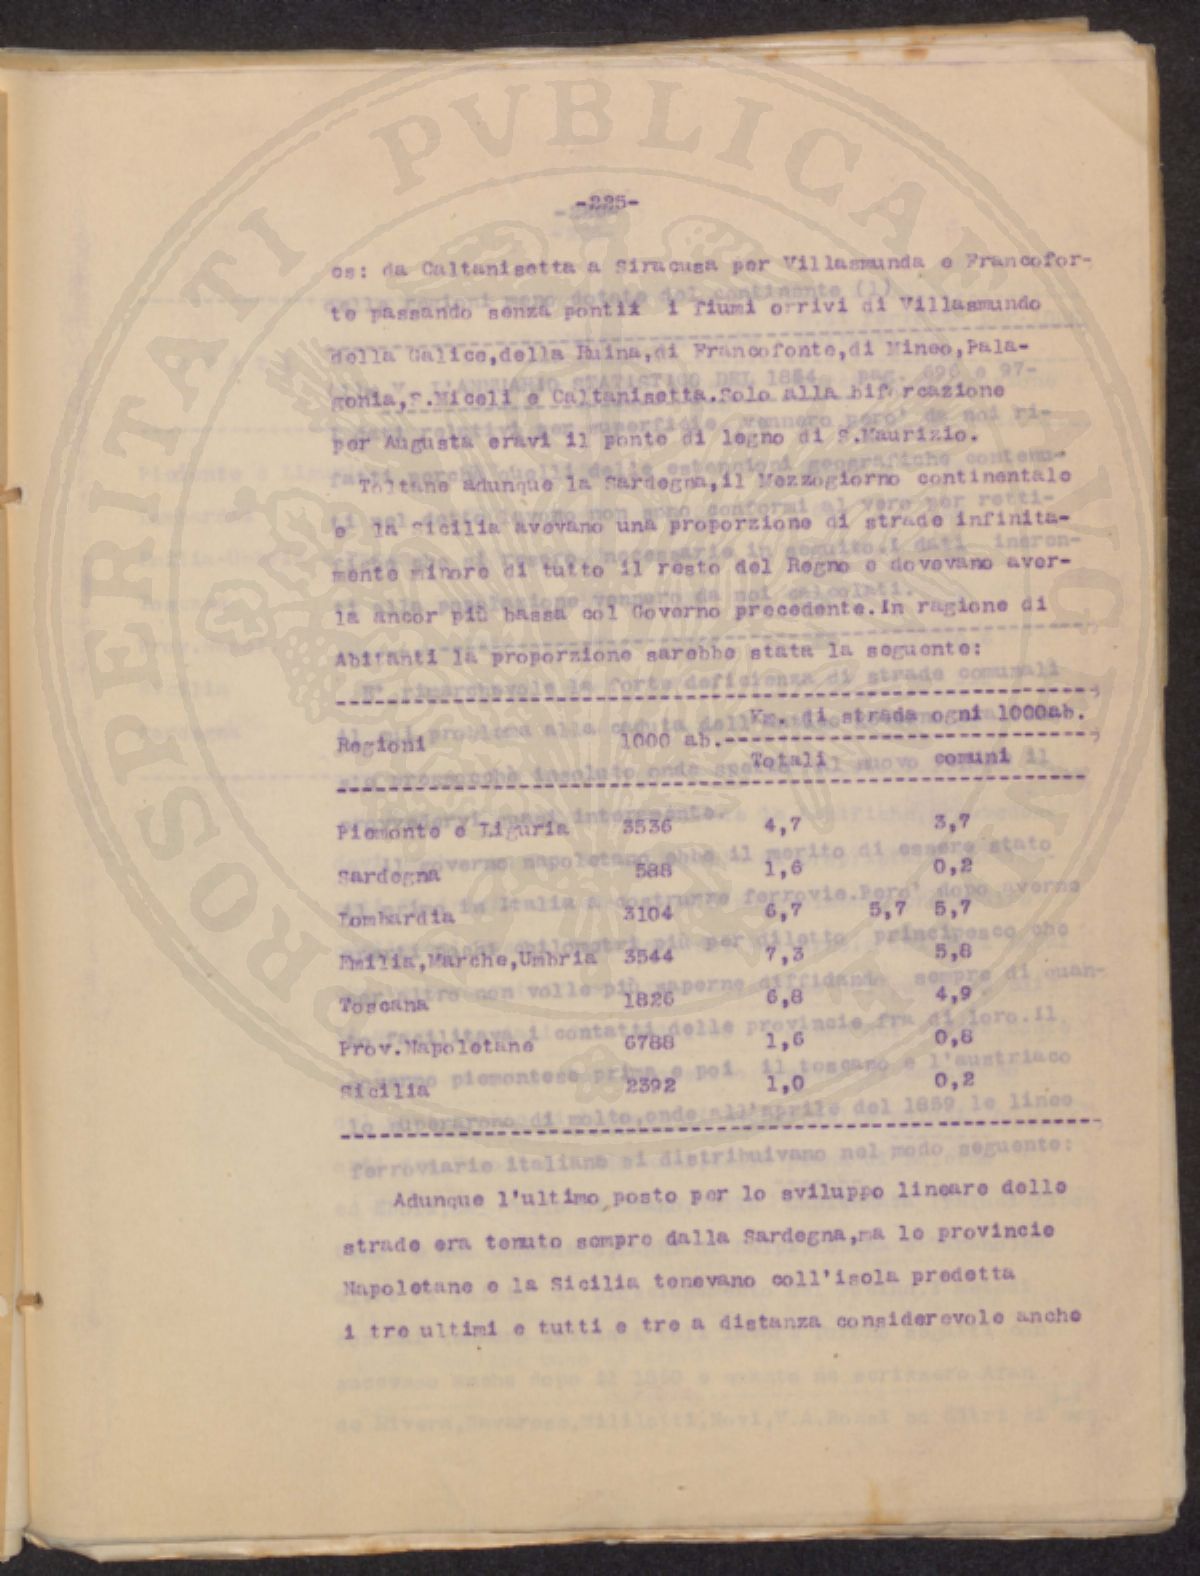 -225-
es: da Caltanisetta a Siracusa per Villasmunda e Francofor-
te passando senza pontii i fiumi orrivi di Villasmundo
della Galice,della Ruina,di Francofonte,di Mineo,Pala-
gonia,S.Miceli e Caltanisetta.Solo alla biforcazione
per Augusta eravi il ponte di legno di S.Maurizio.
Toltane adunque la Sardegna,il Mezzogiorno continentale
e la Sicilia avevano una proporzione di strade infinita-
mente minore di tutto il resto del Regno e dovevano aver-
la ancor più bassa col Governo precedente.In ragione di
Abitanti la proporzione sarebbe stata la seguente:
Km. di strada ogni 1000ab.
Regioni 1000 ab.
Totali comuni
Piemonte e Liguria 3536 4,7 3,7
Sardegna 588 1,6 0,2
Lombardia 3104 6,7 5,7 5,7
Emilia,Marche,Umbria 3544 7,3 5,8
Toscana 1826 6,8 4,9
Prov.Napoletane 6788 1,6 0,8
Sicilia 2392 1,0 0,2
Adunque l'ultimo posto per lo sviluppo lineare delle
strade era tenuto sempre dalla Sardegna,ma le provincie
Napoletane e la Sicilia tenevano coll'isola predetta
i tre ultimi e tutti e tre a distanza considerevole anche